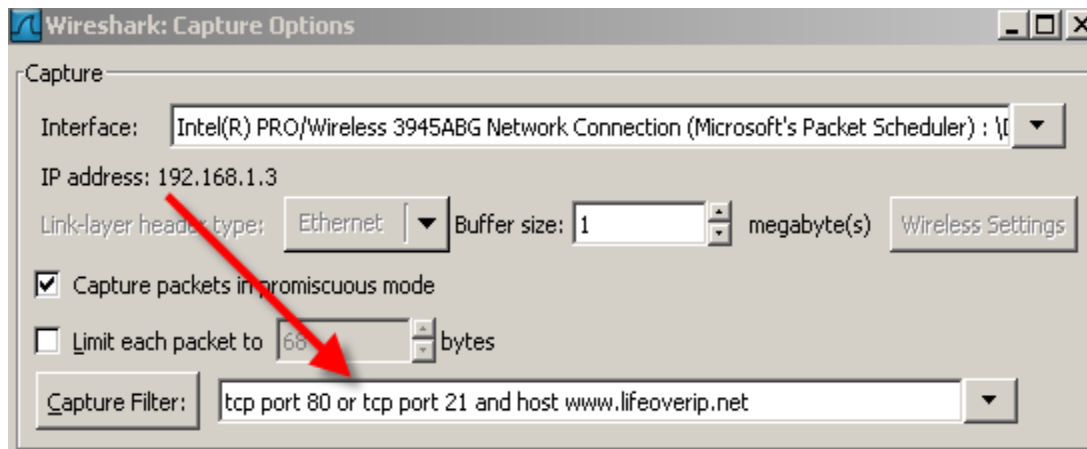 Wireshark: Capture Options
Capture
Interface: Intel(R) PRO/Wireless 3945ABG Network Connection (Microsoft's Packet Scheduler) : \[
IP address: 192.168.1.3
Link-layer header type: Ethernet Buffer size: 1 megabyte(s) Wireless Settings
Capture packets in promiscuous mode
Limit each packet to 68 bytes
Capture Filter: tcp port 80 or tcp port 21 and host www.lifeoverip.net